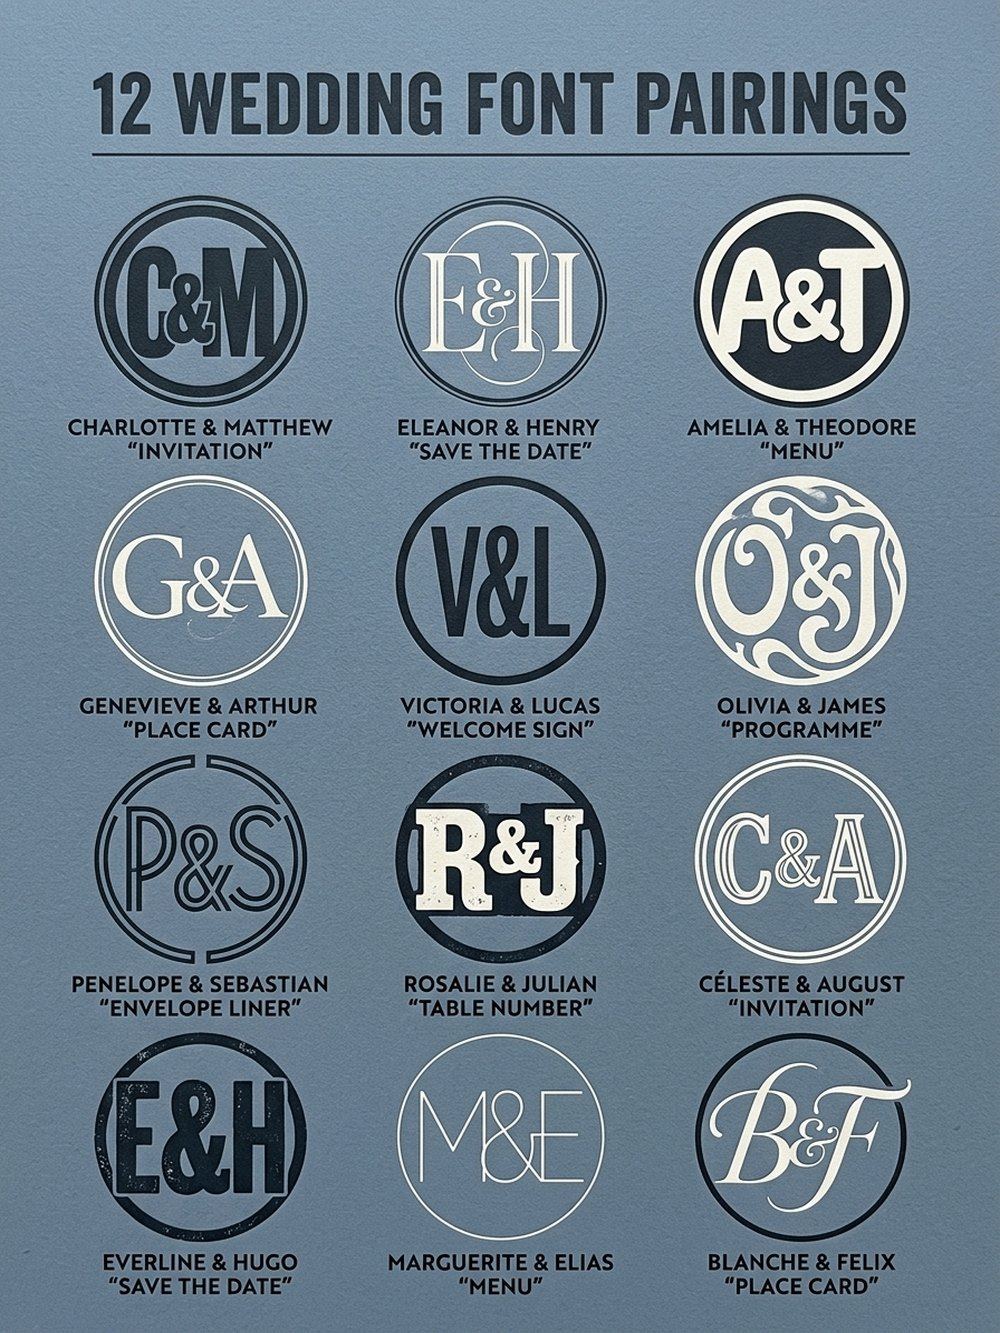 12 WEDDING FONT PAIRINGS
C&M
CHARLOTTE & MATTHEW
“INVITATION”
E&H
ELEANOR & HENRY
“SAVE THE DATE”
A&T
AMELIA & THEODORE
“MENU”
G&A
GENEVIEVE & ARTHUR
“PLACE CARD”
V&L
VICTORIA & LUCAS
“WELCOME SIGN”
O&J
OLIVIA & JAMES
“PROGRAMME”
P&S
PENELOPE & SEBASTIAN
“ENVELOPE LINER”
R&J
ROSALIE & JULIAN
“TABLE NUMBER”
C&A
CÉLESTE & AUGUST
“INVITATION”
E&H
EVERLINE & HUGO
“SAVE THE DATE”
M&E
MARGUERITE & ELIAS
“MENU”
B&F
BLANCHE & FELIX
“PLACE CARD”